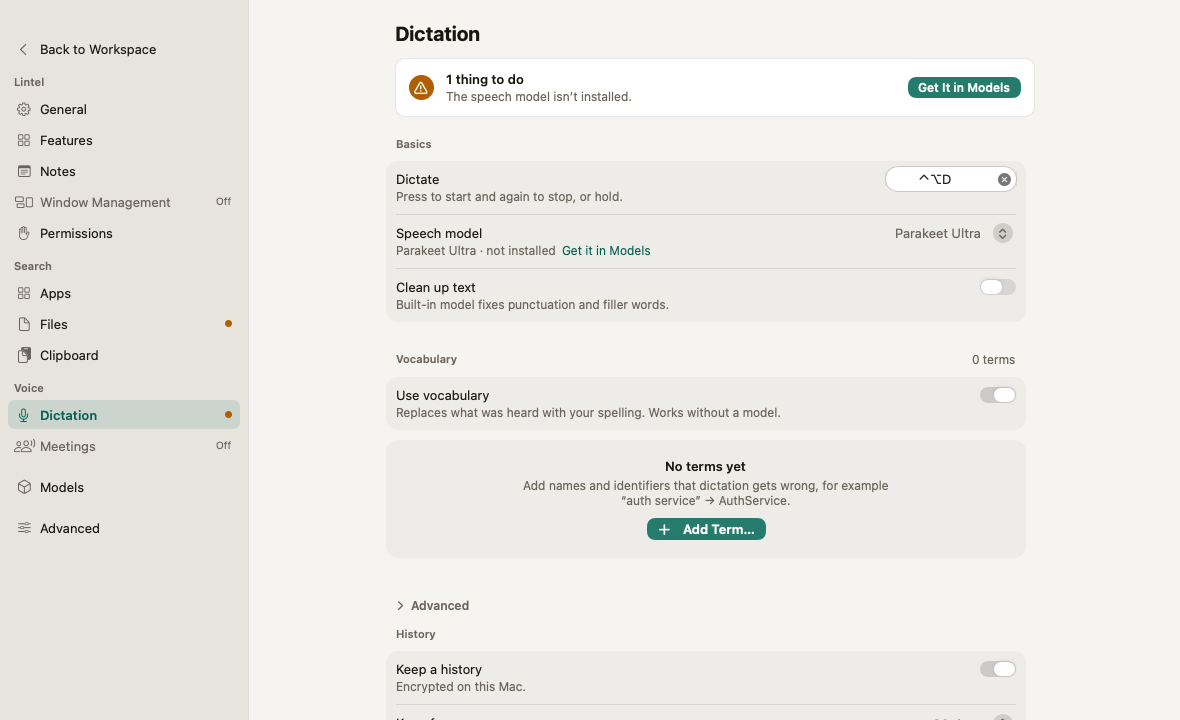 Back to Workspace
Lintel
General
Features
Notes
Window Management Off
Permissions
Search
Apps
Files
Clipboard
Voice
Dictation
Meetings Off
Models
Advanced
Dictation
1 thing to do
The speech model isn’t installed.
Get It in Models
Basics
Dictate
Press to start and again to stop, or hold.
⌃⌥D
Speech model
Parakeet Ultra · not installed Get it in Models
Parakeet Ultra
Clean up text
Built-in model fixes punctuation and filler words.
Vocabulary 0 terms
Use vocabulary
Replaces what was heard with your spelling. Works without a model.
No terms yet
Add names and identifiers that dictation gets wrong, for example
“auth service” → AuthService.
+ Add Term...
Advanced
History
Keep a history
Encrypted on this Mac.